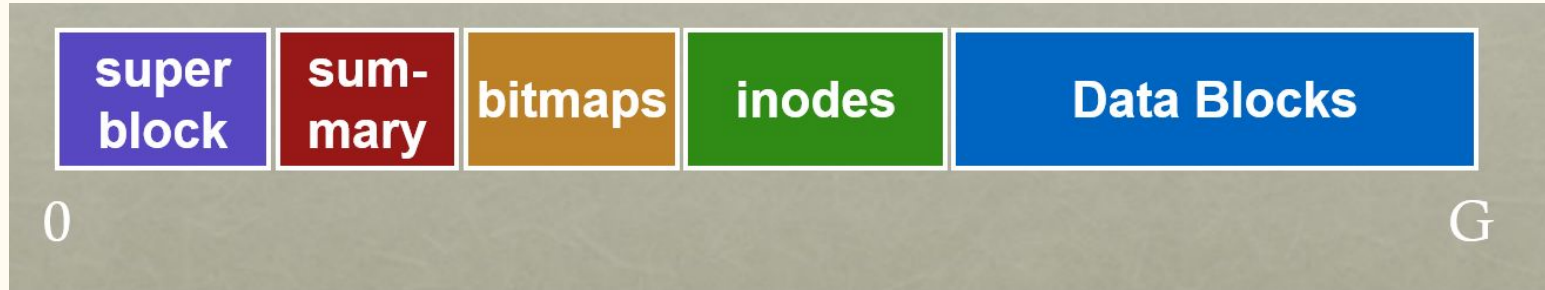 super
block
sum-
mary
bitmaps
inodes
Data Blocks
0
G